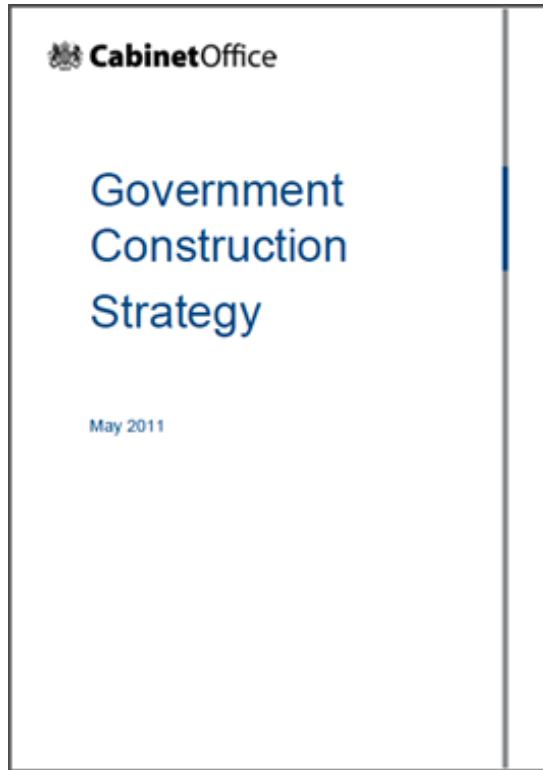 CabinetOffice
Government
Construction
Strategy
May 2011